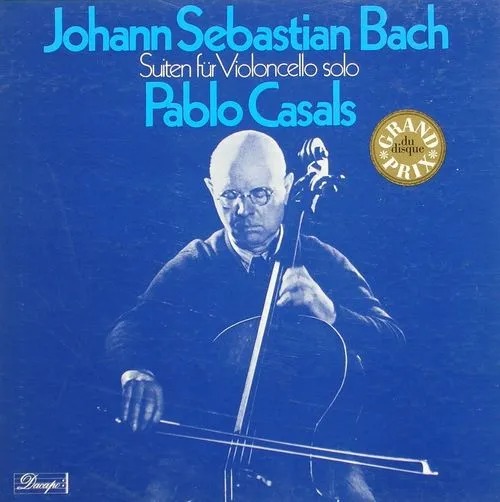 Johann Sebastian Bach
Suiten für Violoncello solo
Pablo Casals
GRAND
du
disque
PRIX
Dacapo